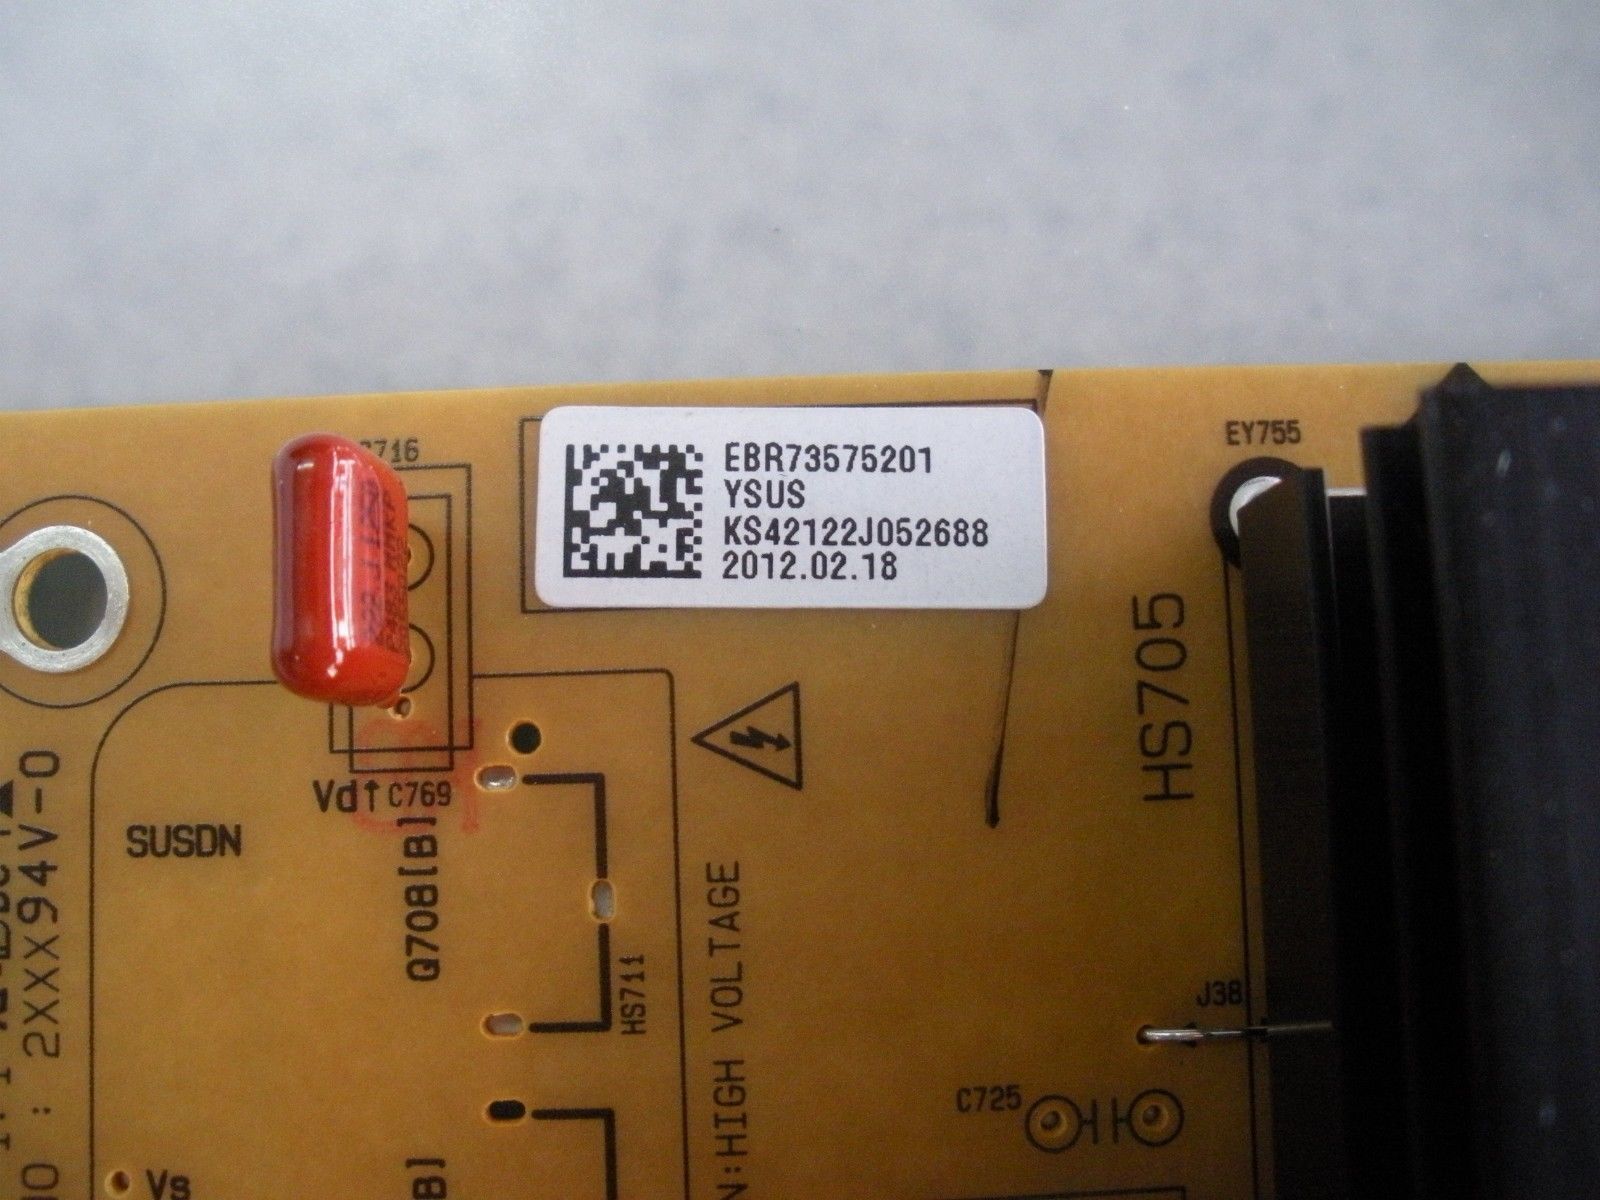 EBR73575201
YSUS
KS42122J052688
2012.02.18
EY755
HS705
Vd↑ C769
SUSDN
Q708[B]
HS711
2XXX94V-0
HIGH VOLTAGE
J38
C725
Vs